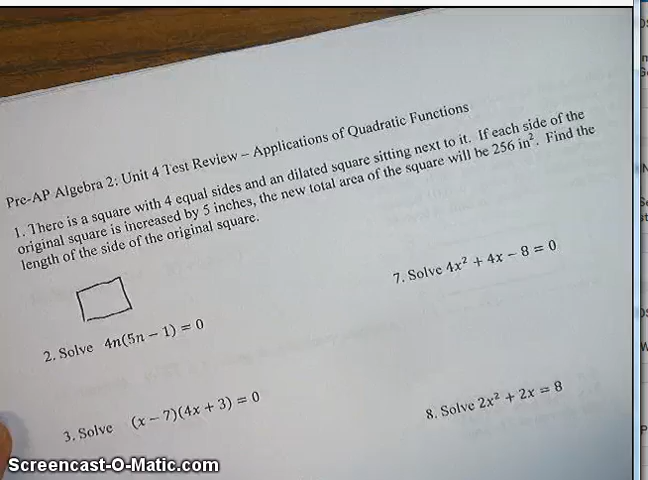 Pre-AP Algebra 2: Unit 4 Test Review – Applications of Quadratic Functions
1. There is a square with 4 equal sides and an dilated square sitting next to it. If each side of the
original square is increased by 5 inches, the new total area of the square will be 256 in². Find the
length of the side of the original square.
7. Solve 4x² + 4x – 8 = 0
2. Solve 4n(5n – 1) = 0
8. Solve 2x² + 2x = 8
3. Solve (x – 7)(4x + 3) = 0
Screencast-O-Matic.com